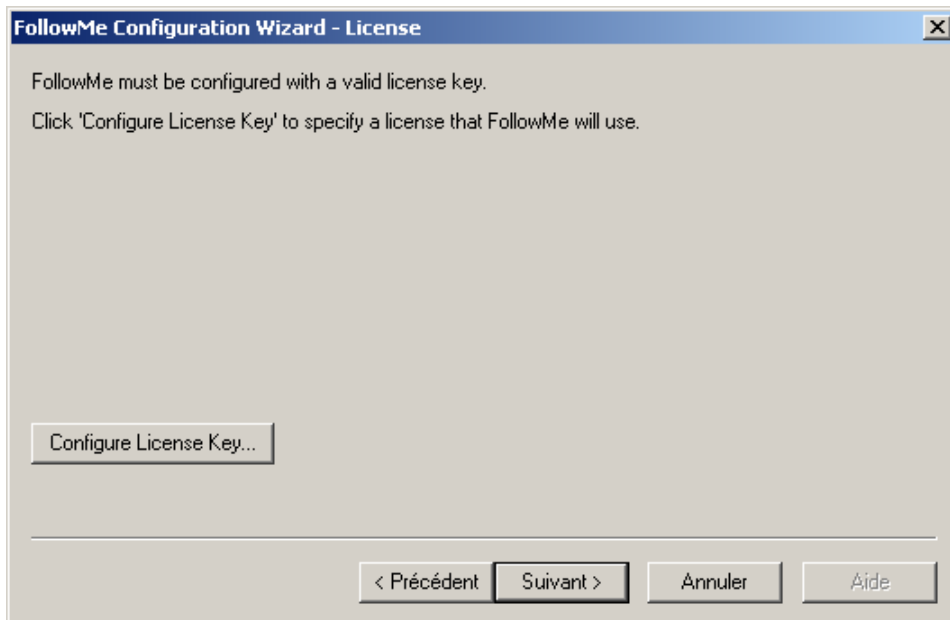 FollowMe Configuration Wizard - License
FollowMe must be configured with a valid license key.
Click 'Configure License Key' to specify a license that FollowMe will use.
Configure License Key...
< Précédent Suivant > Annuler Aide